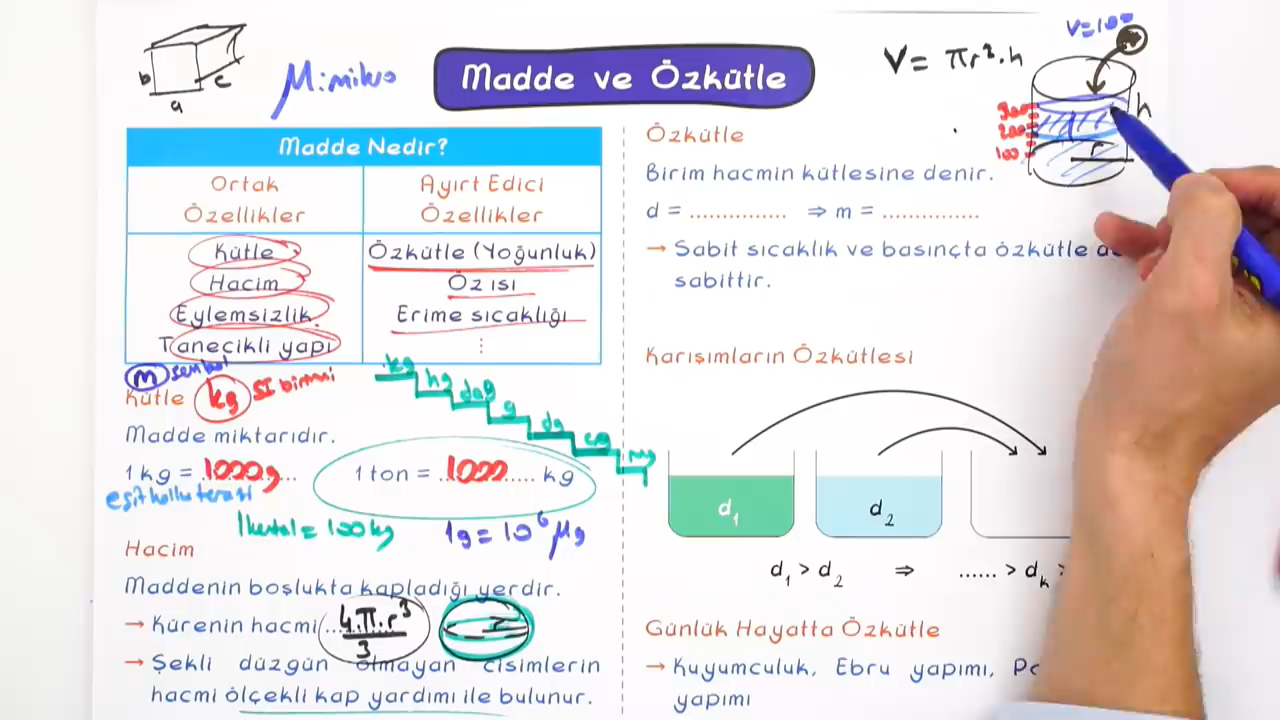 b
c
a
μ: mikro
Madde ve Özkütle
V = πr².h
h
300
200
100
r
Madde Nedir?
Ortak Özellikler
Ayırt Edici Özellikler
Kütle
Özkütle (Yoğunluk)
Hacim
Öz ısı
Eylemsizlik
Erime sıcaklığı
Tanecikli yapı
⋮
m sembol
Kütle
kg SI birimi
kg
hg
dag
g
dg
cg
mg
Madde miktarıdır.
1 kg = 1000g
1 ton = 1000 kg
eşit kollu terazi
1 kental = 100 kg
1g = 10⁶ μg
Hacim
Maddenin boşlukta kapladığı yerdir.
→ Kürenin hacmi 4.π.r³/3
r
→ Şekli düzgün olmayan cisimlerin
hacmi ölçekli kap yardımı ile bulunur.
Özkütle
Birim hacmin kütlesine denir.
d = ................ ⇒ m = ................
→ Sabit sıcaklık ve basınçta özkütle
sabittir.
Karışımların Özkütlesi
d₁
d₂
d₁ > d₂ ⇒ ...... > dₖ >
Günlük Hayatta Özkütle
→ Kuyumculuk, Ebru yapımı,
yapımı